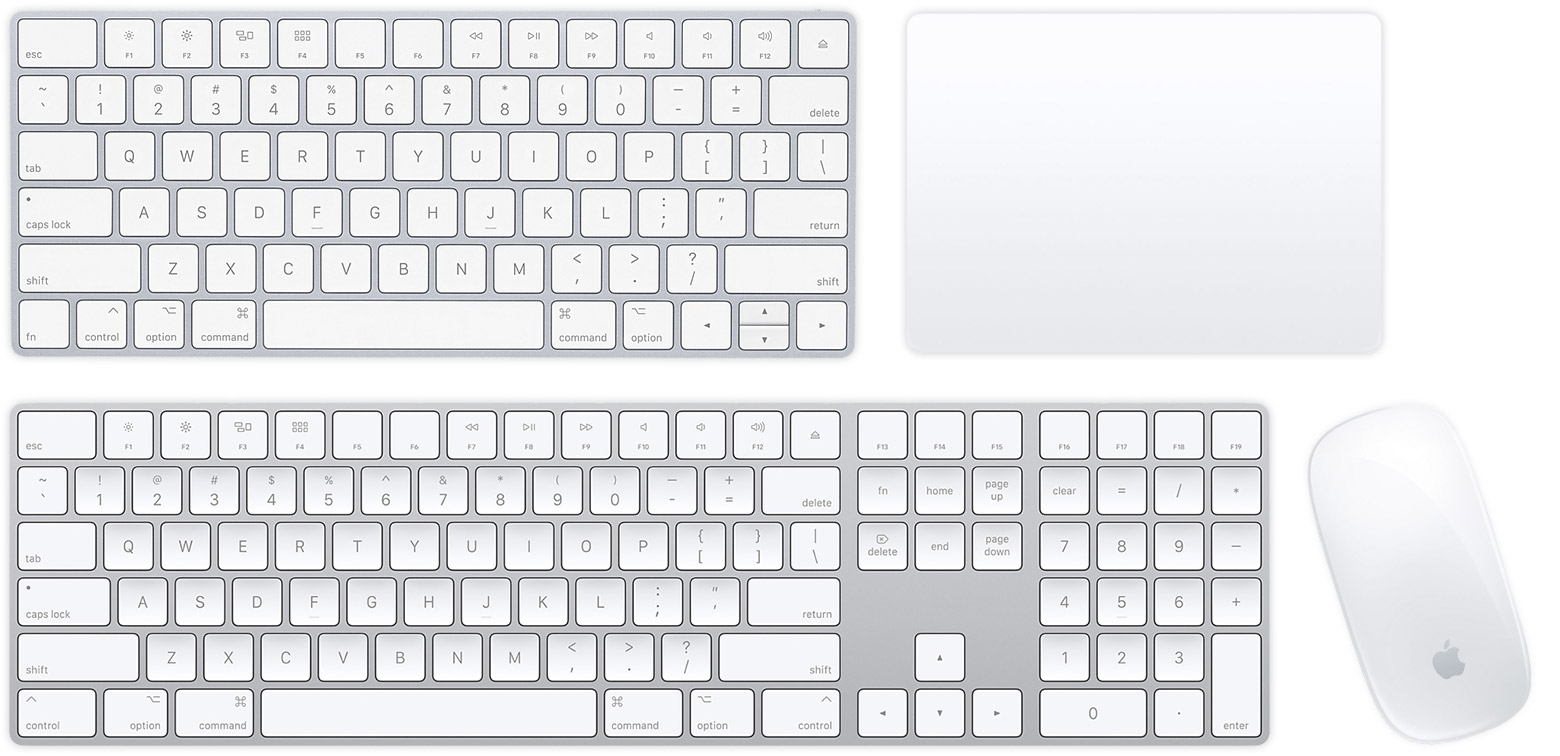 esc F1 F2 F3 F4 F5 F6 F7 F8 F9 F10 F11 F12
~ ! @ # $ % ^ & * ( ) — +
` 1 2 3 4 5 6 7 8 9 0 - = delete
tab Q W E R T Y U I O P { } |
[ ] \
caps lock A S D F G H J K L : " return
; '
shift Z X C V B N M < > ? shift
, . /
fn control option ⌘ command ⌘ command option
esc F1 F2 F3 F4 F5 F6 F7 F8 F9 F10 F11 F12 F13 F14 F15 F16 F17 F18 F19
~ ! @ # $ % ^ & * ( ) — +
` 1 2 3 4 5 6 7 8 9 0 - = delete fn home page up clear = / *
tab Q W E R T Y U I O P { } | delete end page down 7 8 9 −
[ ] \
caps lock A S D F G H J K L : " return 4 5 6 +
; '
shift Z X C V B N M < > ? shift 1 2 3
, . /
control option ⌘ command ⌘ command option control 0 . enter